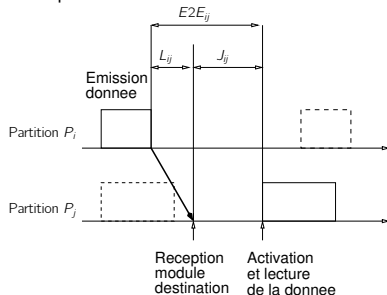 E2E_ij
L_ij
J_ij
Emission
donnee
Partition P_i
Partition P_j
Reception
module
destination
Activation
et lecture
de la donnee